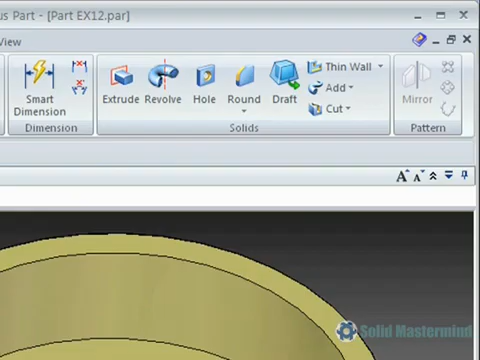 us Part - [Part EX12.par]
View
Smart Dimension
Extrude
Revolve
Hole
Round
Draft
Thin Wall
Add
Cut
Mirror
Dimension
Solids
Pattern
A A
Solid Mastermind